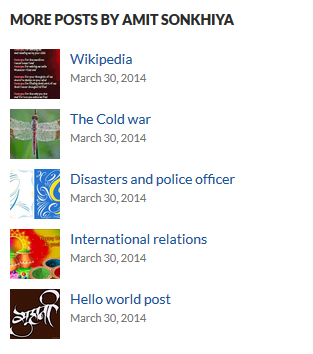 MORE POSTS BY AMIT SONKHIYA
Wikipedia
March 30, 2014
The Cold war
March 30, 2014
Disasters and police officer
March 30, 2014
International relations
March 30, 2014
Hello world post
March 30, 2014